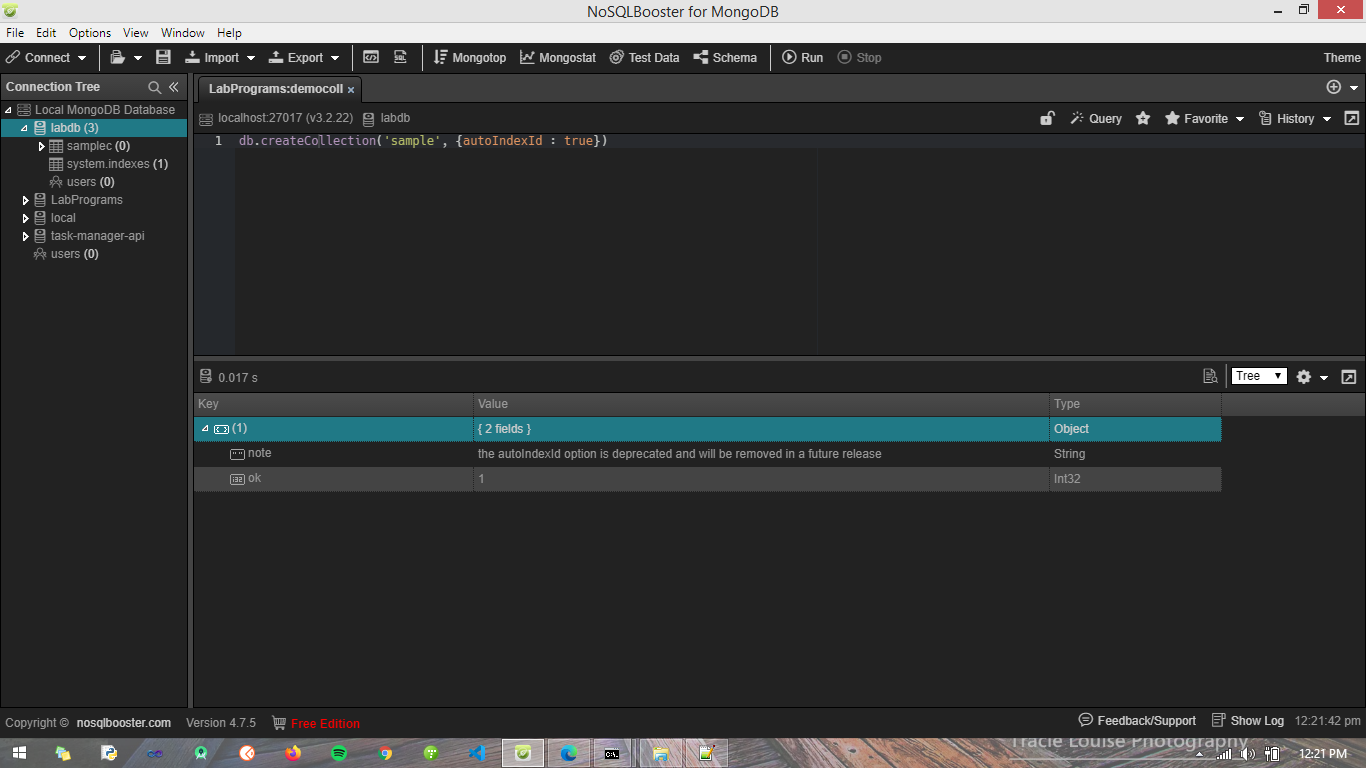 NoSQLBooster for MongoDB
File Edit Options View Window Help
Connect Import Export Mongotop Mongostat Test Data Schema Run Stop Theme
Connection Tree
LabPrograms:democoll ×
Local MongoDB Database
localhost:27017 (v3.2.22) labdb Query Favorite History
labdb (3)
1 db.createCollection('sample', {autoIndexId : true})
samplec (0)
system.indexes (1)
users (0)
LabPrograms
local
task-manager-api
users (0)
0.017 s Tree
Key Value Type
(1) { 2 fields } Object
note the autoIndexId option is deprecated and will be removed in a future release String
ok 1 Int32
Copyright © nosqlbooster.com Version 4.7.5 Free Edition Feedback/Support Show Log 12:21:42 pm
Tracie Louise Photography
12:21 PM